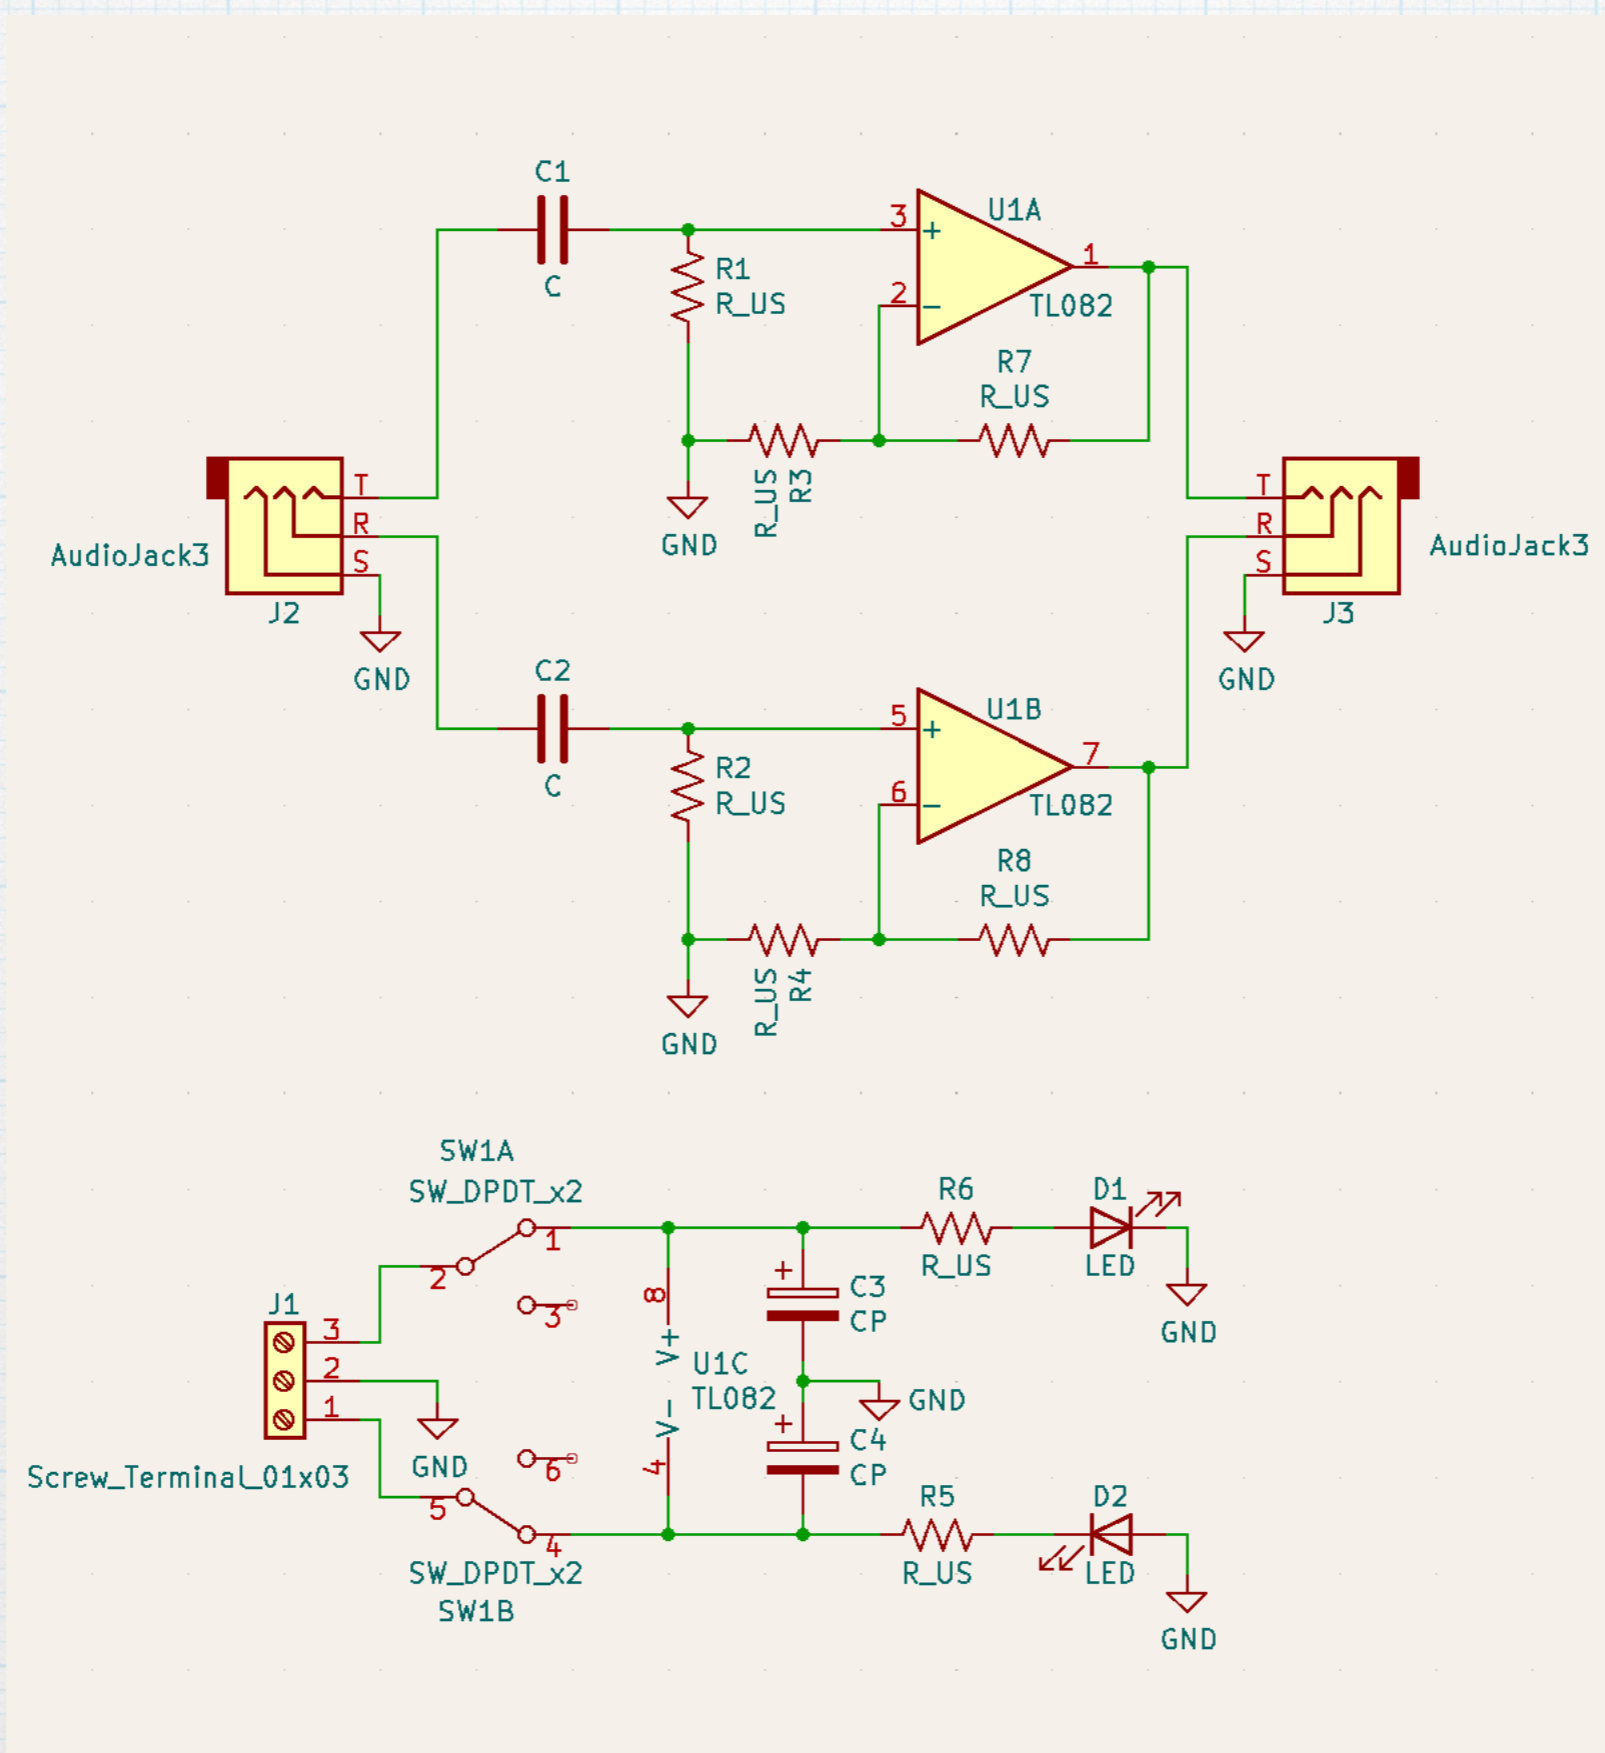 C1
C
R1
R_US
3
+
2
−
U1A
1
TL082
R7
R_US
R_US
R3
GND
T
R
S
AudioJack3
J2
GND
T
R
S
AudioJack3
J3
GND
C2
C
R2
R_US
5
+
6
−
U1B
7
TL082
R8
R_US
R_US
R4
GND
SW1A
SW_DPDT_x2
1
2
3
J1
3
2
1
Screw_Terminal_01x03
GND
6
5
4
SW_DPDT_x2
SW1B
8
V+
U1C
TL082
V−
4
+
C3
CP
GND
+
C4
CP
R6
R_US
D1
LED
GND
R5
R_US
D2
LED
GND